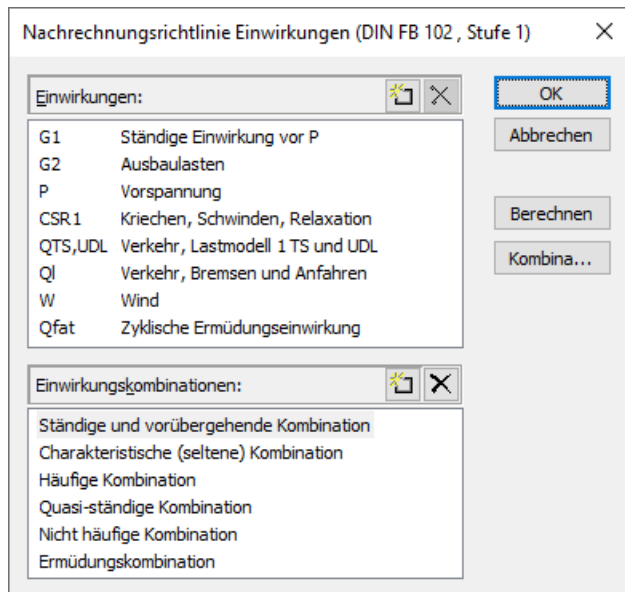 Nachrechnungsrichtlinie Einwirkungen (DIN FB 102 , Stufe 1)
Einwirkungen:
OK
Abbrechen
G1 Ständige Einwirkung vor P
G2 Ausbaulasten
P Vorspannung
CSR1 Kriechen, Schwinden, Relaxation
QTS,UDL Verkehr, Lastmodell 1 TS und UDL
Ql Verkehr, Bremsen und Anfahren
W Wind
Qfat Zyklische Ermüdungseinwirkung
Berechnen
Kombina...
Einwirkungskombinationen:
Ständige und vorübergehende Kombination
Charakteristische (seltene) Kombination
Häufige Kombination
Quasi-ständige Kombination
Nicht häufige Kombination
Ermüdungskombination